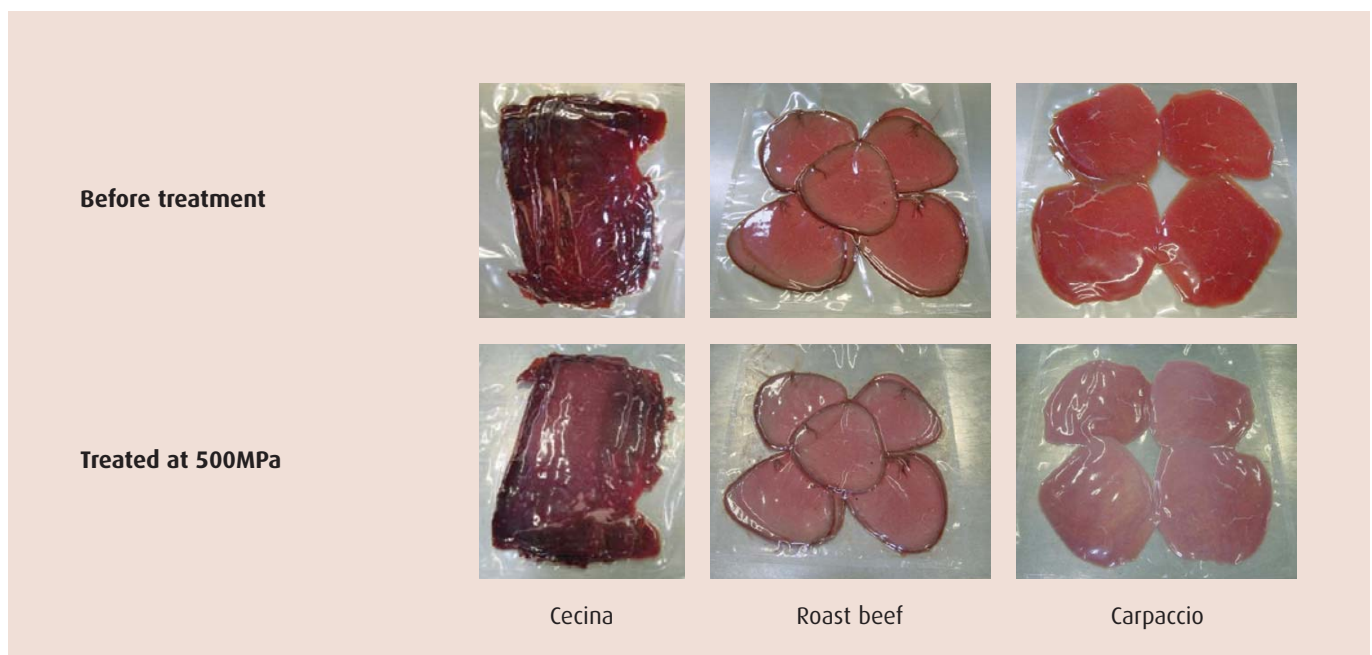 Before treatment
Treated at 500MPa
Cecina
Roast beef
Carpaccio